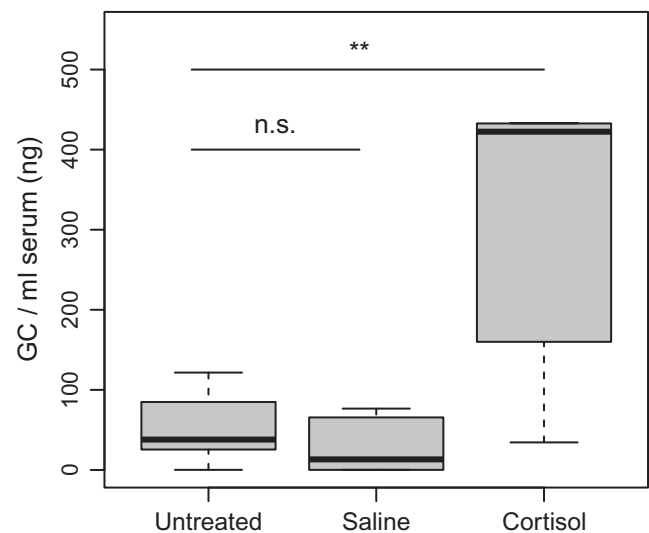 **
n.s.
GC / ml serum (ng)
500
400
300
200
100
0
Untreated Saline Cortisol